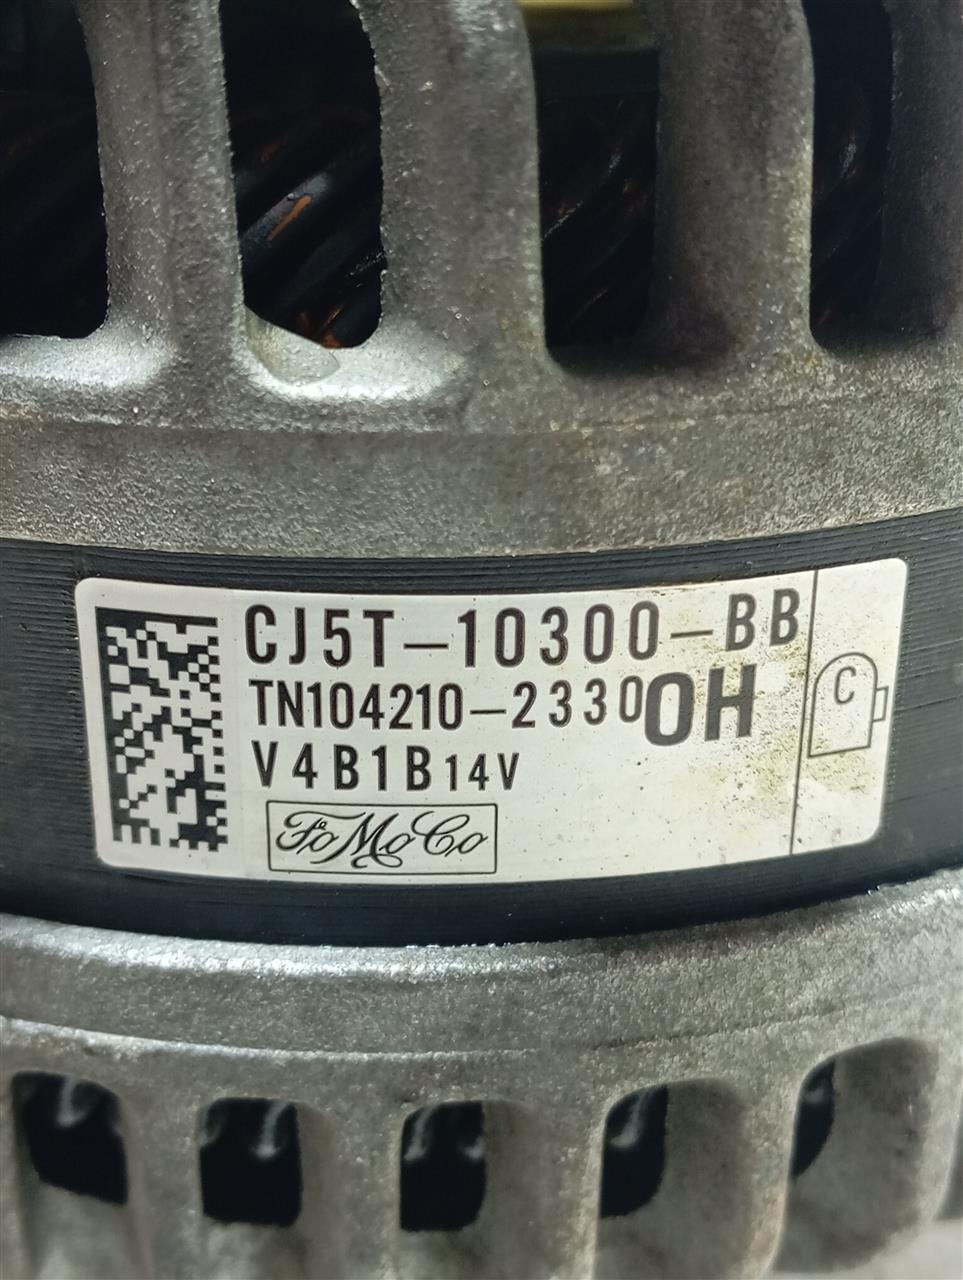 CJ5T-10300-BB
TN104210-2330 OH
V4B1B 14V
FoMoCo
C